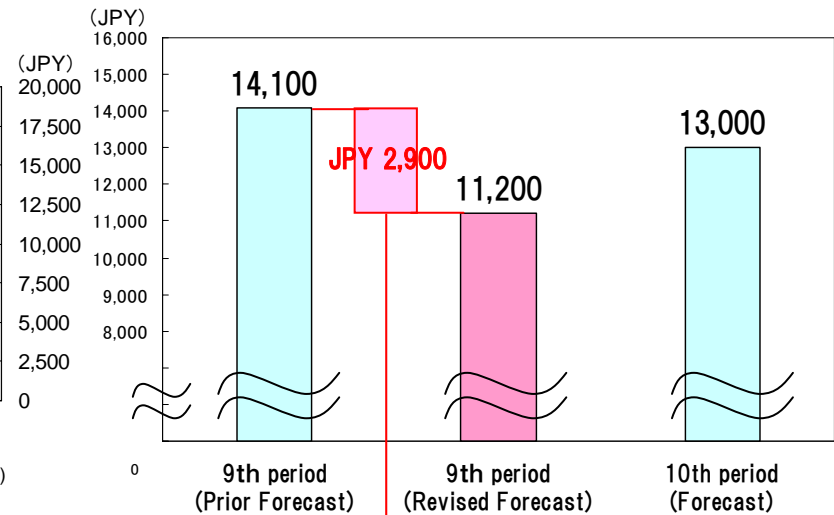 (JPY)
20,000
17,500
15,000
12,500
10,000
7,500
5,000
2,500
0
)
(JPY)
16,000
15,000
14,000
13,000
12,000
11,000
10,000
9,000
8,000
0
14,100
JPY 2,900
11,200
13,000
9th period
(Prior Forecast)
9th period
(Revised Forecast)
10th period
(Forecast)